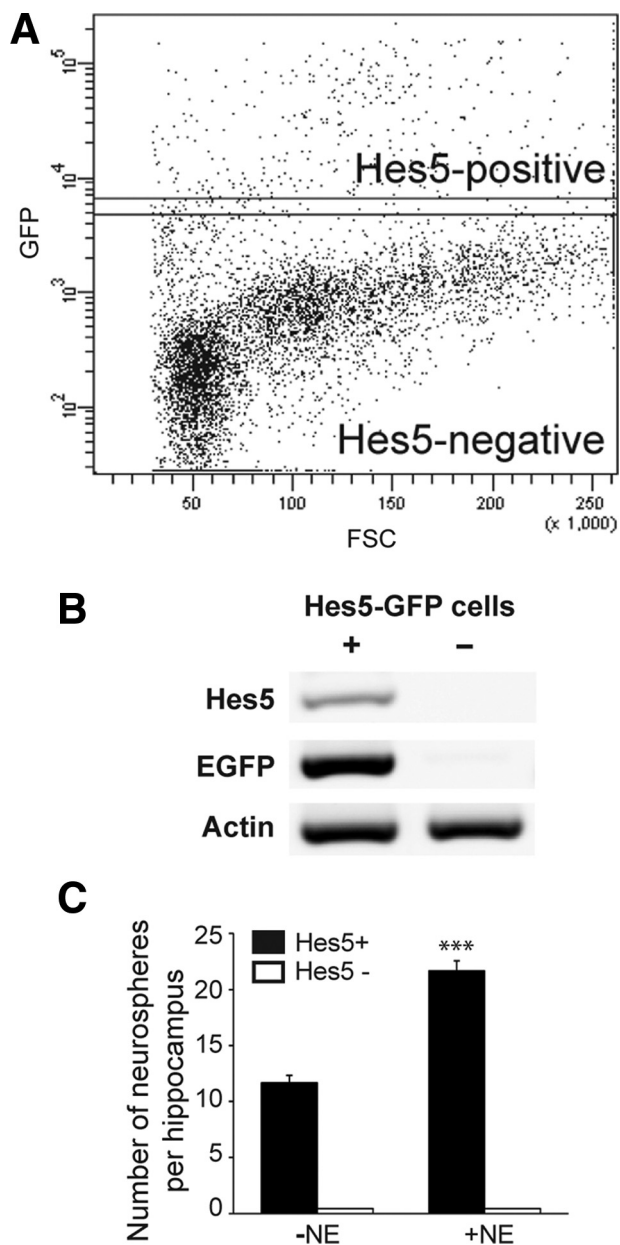 A
10^5
10^4
10^3
10^2
GFP
Hes5-positive
Hes5-negative
50 100 150 200 250
(x 1,000)
FSC
B
Hes5-GFP cells
+ −
Hes5
EGFP
Actin
C
Number of neurospheres
per hippocampus
25
20
15
10
5
0
Hes5+
Hes5 -
***
-NE +NE